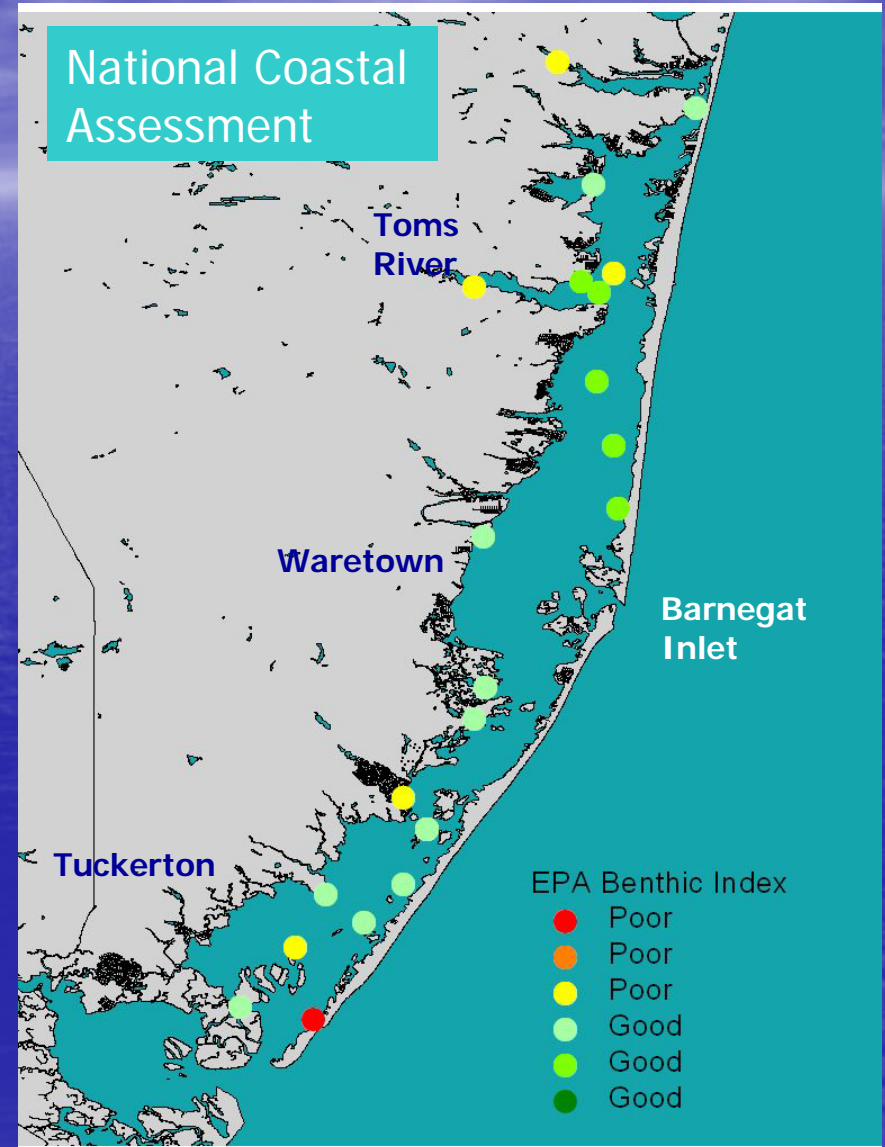 National Coastal
Assessment
Toms
River
Waretown
Barnegat
Inlet
Tuckerton
EPA Benthic Index
Poor
Poor
Poor
Good
Good
Good